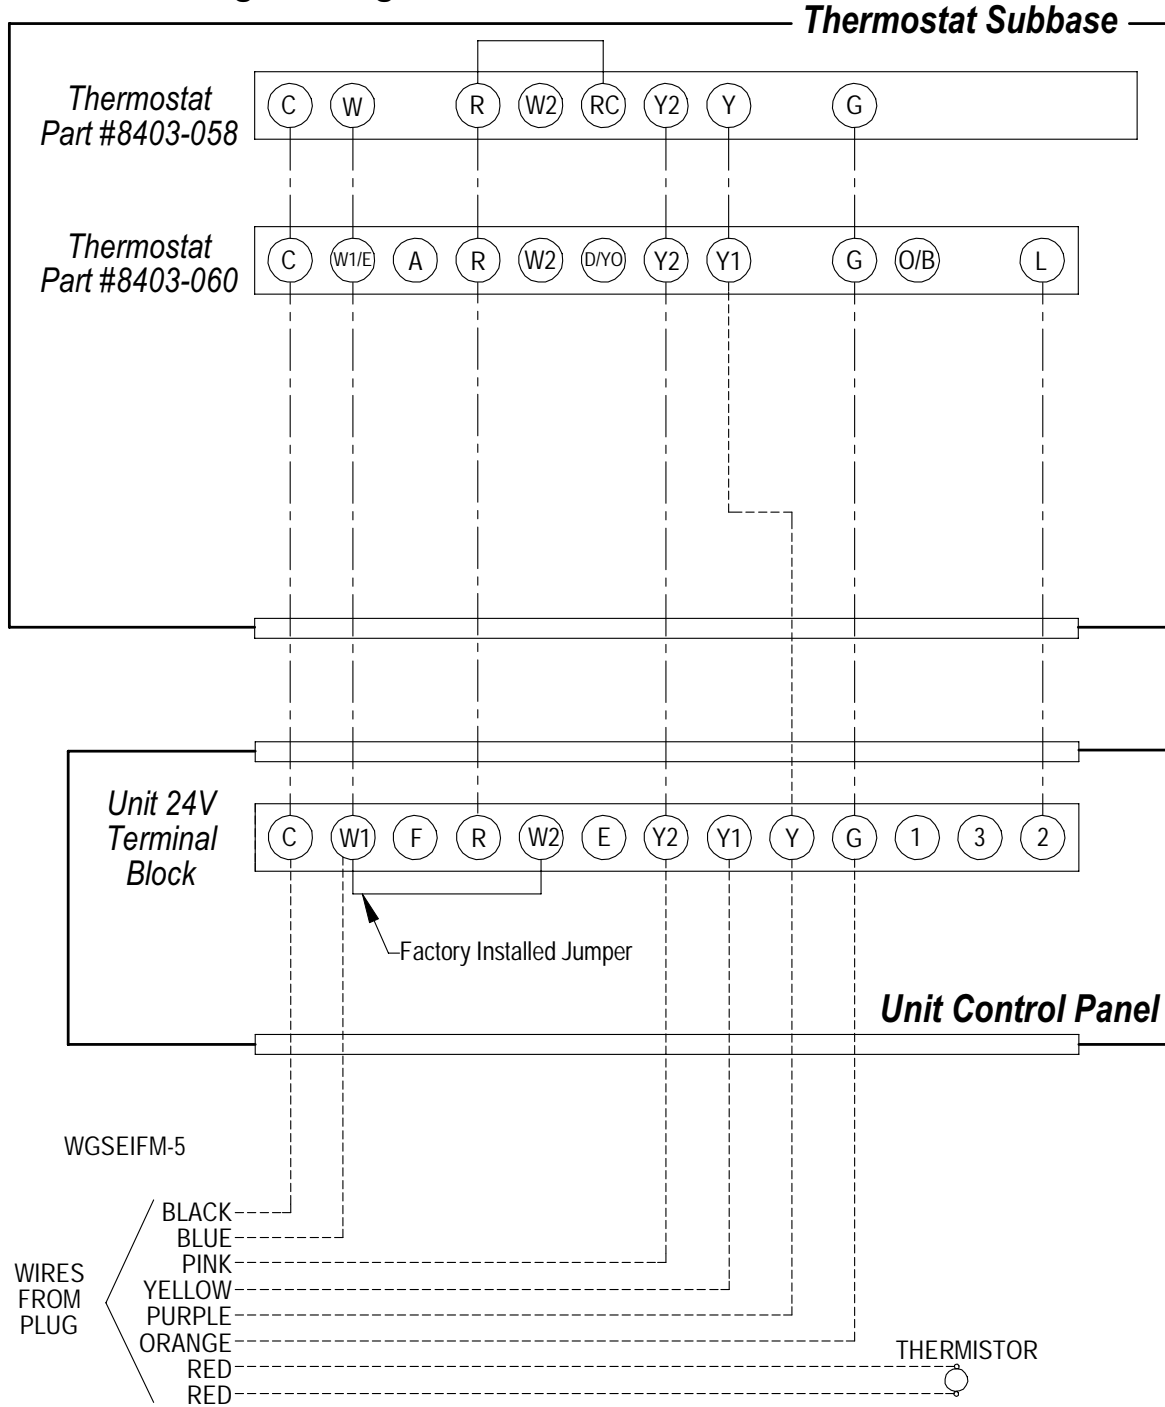 Thermostat Subbase
Thermostat
Part #8403-058
C W R W2 RC Y2 Y G
Thermostat
Part #8403-060
C W1/E A R W2 D/YO Y2 Y1 G O/B L
Unit 24V
Terminal
Block
C W1 F R W2 E Y2 Y1 Y G 1 3 2
Factory Installed Jumper
Unit Control Panel
WGSEIFM-5
WIRES
FROM
PLUG
BLACK
BLUE
PINK
YELLOW
PURPLE
ORANGE
RED
RED
THERMISTOR